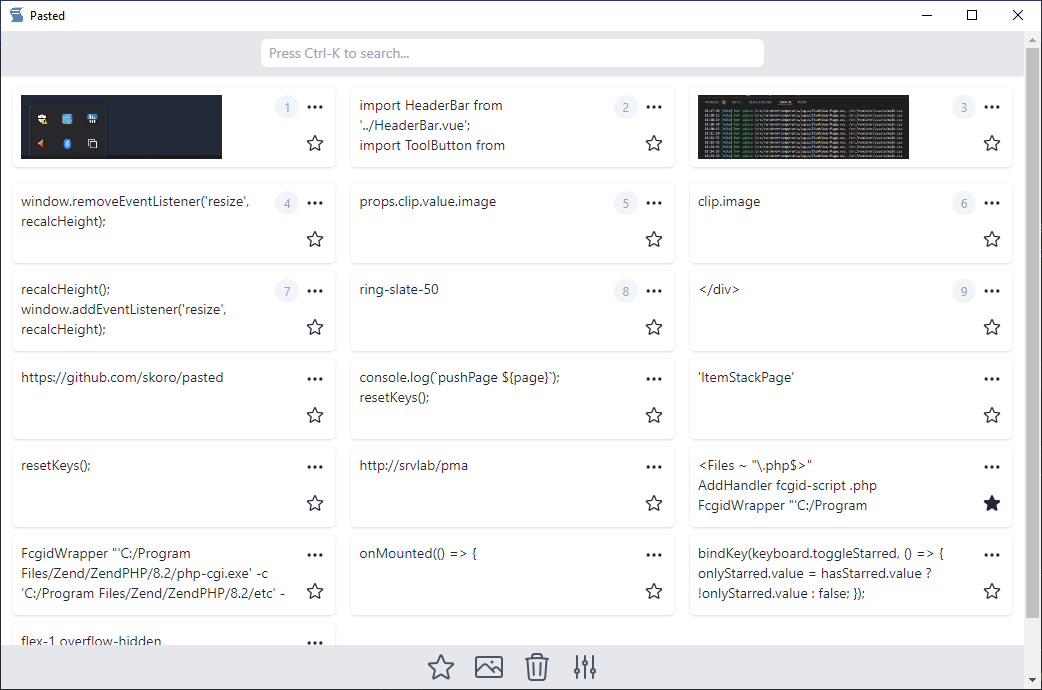 Pasted
Press Ctrl-K to search...
1
import HeaderBar from
'../HeaderBar.vue';
import ToolButton from
2
3
window.removeEventListener('resize',
recalcHeight);
4
props.clip.value.image
5
clip.image
6
recalcHeight();
window.addEventListener('resize',
recalcHeight);
7
ring-slate-50
8
</div>
9
https://github.com/skoro/pasted
console.log(`pushPage ${page}`);
resetKeys();
'ItemStackPage'
resetKeys();
http://srvlab/pma
<Files ~ "\.php$>"
AddHandler fcgid-script .php
FcgidWrapper "'C:/Program
FcgidWrapper "'C:/Program
Files/Zend/ZendPHP/8.2/php-cgi.exe' -c
'C:/Program Files/Zend/ZendPHP/8.2/etc' -
onMounted(() => {
bindKey(keyboard.toggleStarred, () => {
onlyStarred.value = hasStarred.value ?
!onlyStarred.value : false; });
flex-1 overflow-hidden